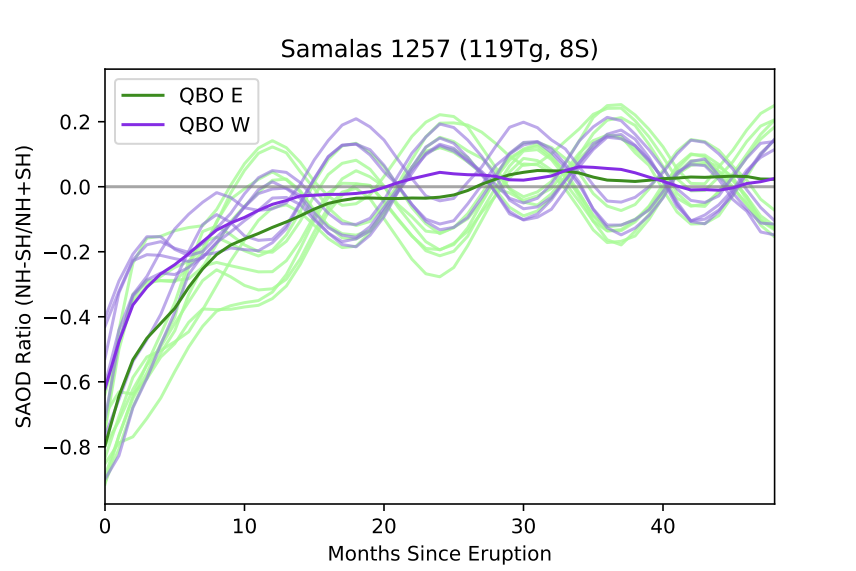 Samalas 1257 (119Tg, 8S)
QBO E
QBO W
0.2
0.0
−0.2
−0.4
−0.6
−0.8
SAOD Ratio (NH-SH/NH+SH)
0 10 20 30 40
Months Since Eruption